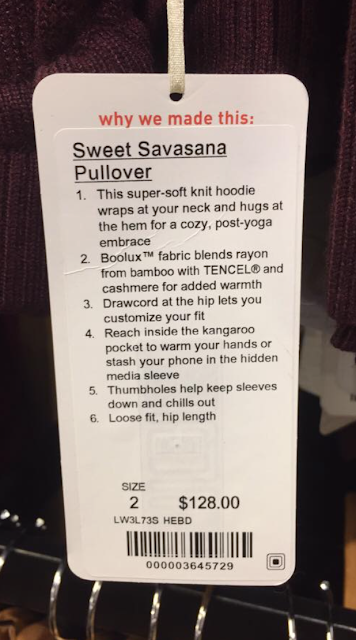 why we made this:
Sweet Savasana
Pullover
1. This super-soft knit hoodie
wraps at your neck and hugs at
the hem for a cozy, post-yoga
embrace
2. Boolux™ fabric blends rayon
from bamboo with TENCEL® and
cashmere for added warmth
3. Drawcord at the hip lets you
customize your fit
4. Reach inside the kangaroo
pocket to warm your hands or
stash your phone in the hidden
media sleeve
5. Thumbholes help keep sleeves
down and chills out
6. Loose fit, hip length
SIZE
2 $128.00
LW3L73S HEBD
000003645729